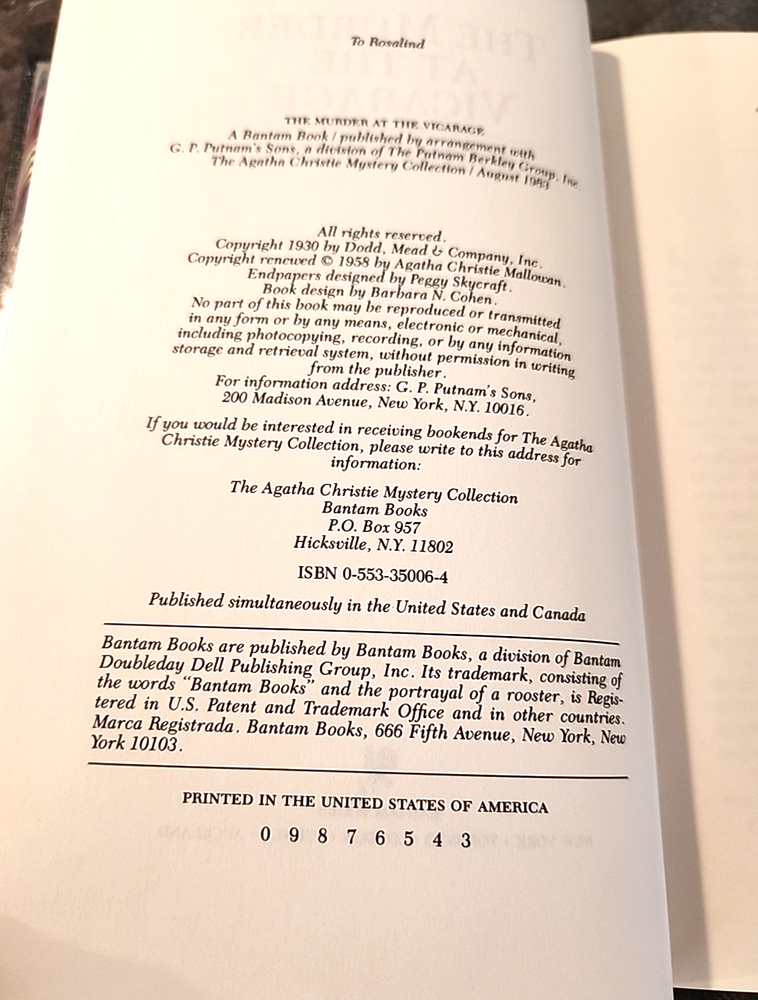 To Rosalind
THE MURDER AT THE VICARAGE
A Bantam Book / published by arrangement with
G. P. Putnam's Sons, a division of The Putnam Berkley Group, Inc.
The Agatha Christie Mystery Collection / August 1983
All rights reserved.
Copyright 1930 by Dodd, Mead & Company, Inc.
Copyright renewed © 1958 by Agatha Christie Mallowan.
Endpapers designed by Peggy Skycraft.
Book design by Barbara N. Cohen.
No part of this book may be reproduced or transmitted
in any form or by any means, electronic or mechanical,
including photocopying, recording, or by any information
storage and retrieval system, without permission in writing
from the publisher.
For information address: G. P. Putnam's Sons,
200 Madison Avenue, New York, N.Y. 10016.
If you would be interested in receiving bookends for The Agatha
Christie Mystery Collection, please write to this address for
information:
The Agatha Christie Mystery Collection
Bantam Books
P.O. Box 957
Hicksville, N.Y. 11802
ISBN 0-553-35006-4
Published simultaneously in the United States and Canada
Bantam Books are published by Bantam Books, a division of Bantam
Doubleday Dell Publishing Group, Inc. Its trademark, consisting of
the words "Bantam Books" and the portrayal of a rooster, is Regis-
tered in U.S. Patent and Trademark Office and in other countries.
Marca Registrada. Bantam Books, 666 Fifth Avenue, New York, New
York 10103.
PRINTED IN THE UNITED STATES OF AMERICA
0 9 8 7 6 5 4 3